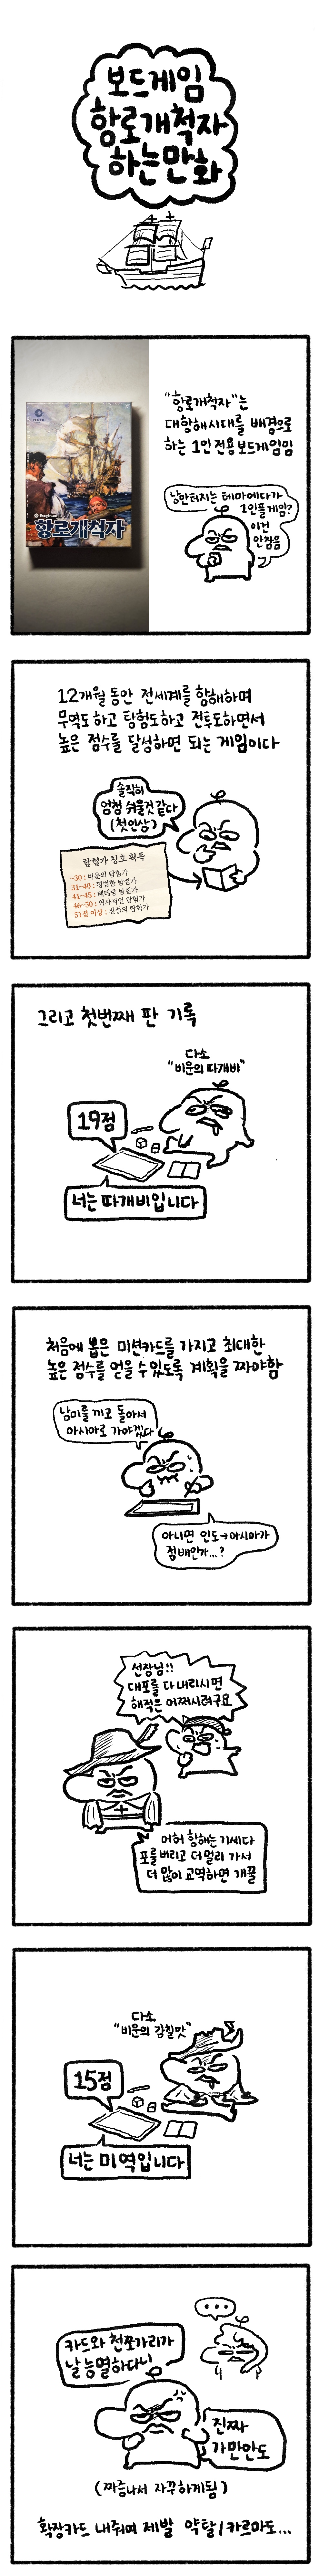 보드게임
항로개척자
하는만화
"항로개척자"는
대항해시대를 배경으로
하는 1인 전용 보드게임임
항로개척자
낭만터지는 테마에다가
1인플 게임?
이건
안참음
12개월 동안 전세계를 항해하며
무역도하고 탐험도하고 전투도하면서
높은 점수를 달성하면 되는 게임이다
솔직히
엄청 쉬울것 같다
(첫인상)
탐험가 칭호 획득
~30 : 비운의 탐험가
31~40 : 평범한 탐험가
41~45 : 베테랑 탐험가
46~50 : 역사적인 탐험가
51점 이상 : 전설의 탐험가
그리고 첫번째 판 기록
다소
"비운의 따개비"
19점
너는 따개비입니다
처음에 뽑은 미션카드를 가지고 최대한
높은 점수를 얻을 수 있도록 계획을 짜야함
남미를 끼고 돌아서
아시아로 가야겠다
아니면 인도→아시아가
정배인가...?
선장님!!
대포를 다 내리시면
해적은 어쩌시려구요
어허 항해는 기세다
포를 버리고 더 멀리 가서
더 많이 교역하면 개꿀
다소
"비운의 감칠맛"
15점
너는 미역입니다
...
카드와 천쪼가리가
날 능멸하다니
진짜
가만안도
(짜증나서 자꾸하게됨)
확장카드 내줘여 제발 약탈/카르마도...